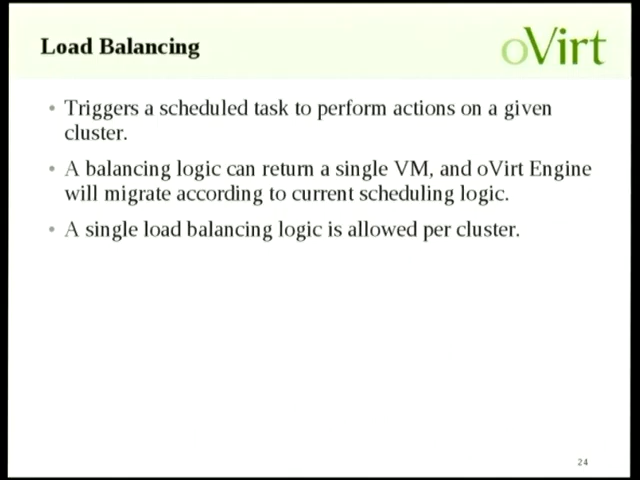 Load Balancing
oVirt
• Triggers a scheduled task to perform actions on a given
cluster.
• A balancing logic can return a single VM, and oVirt Engine
will migrate according to current scheduling logic.
• A single load balancing logic is allowed per cluster.
24